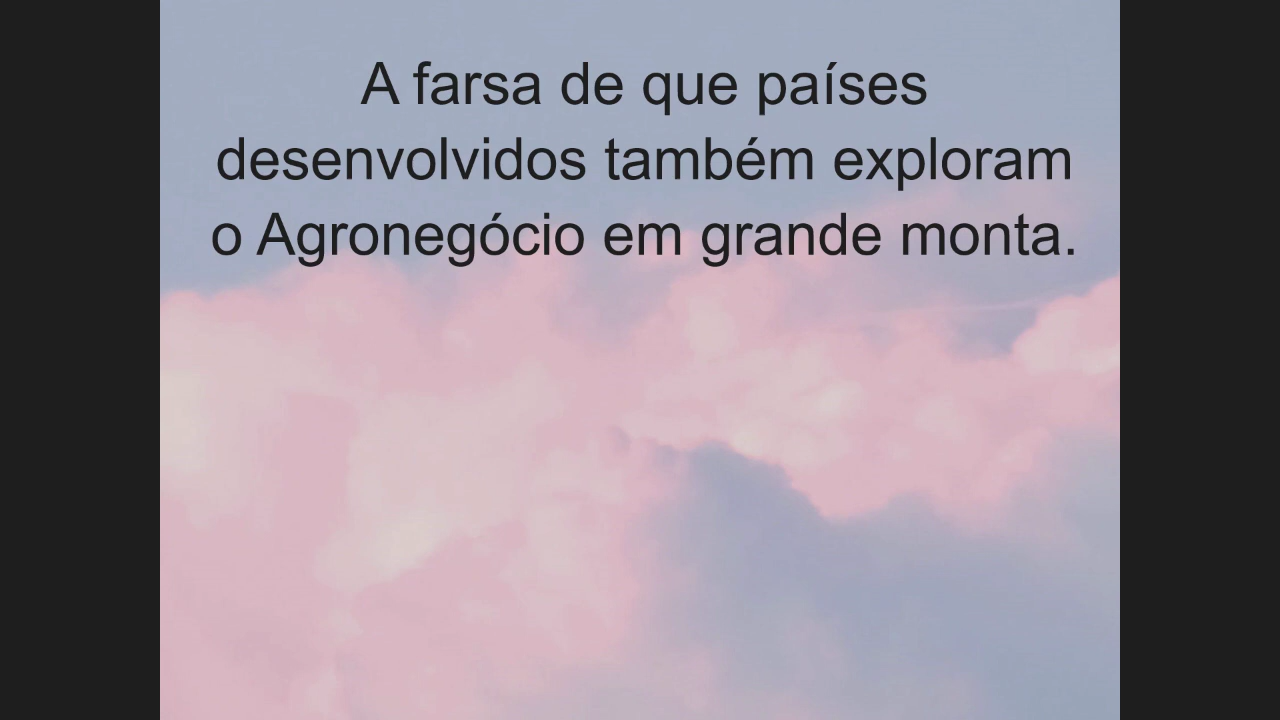 A farsa de que países
desenvolvidos também exploram
o Agronegócio em grande monta.